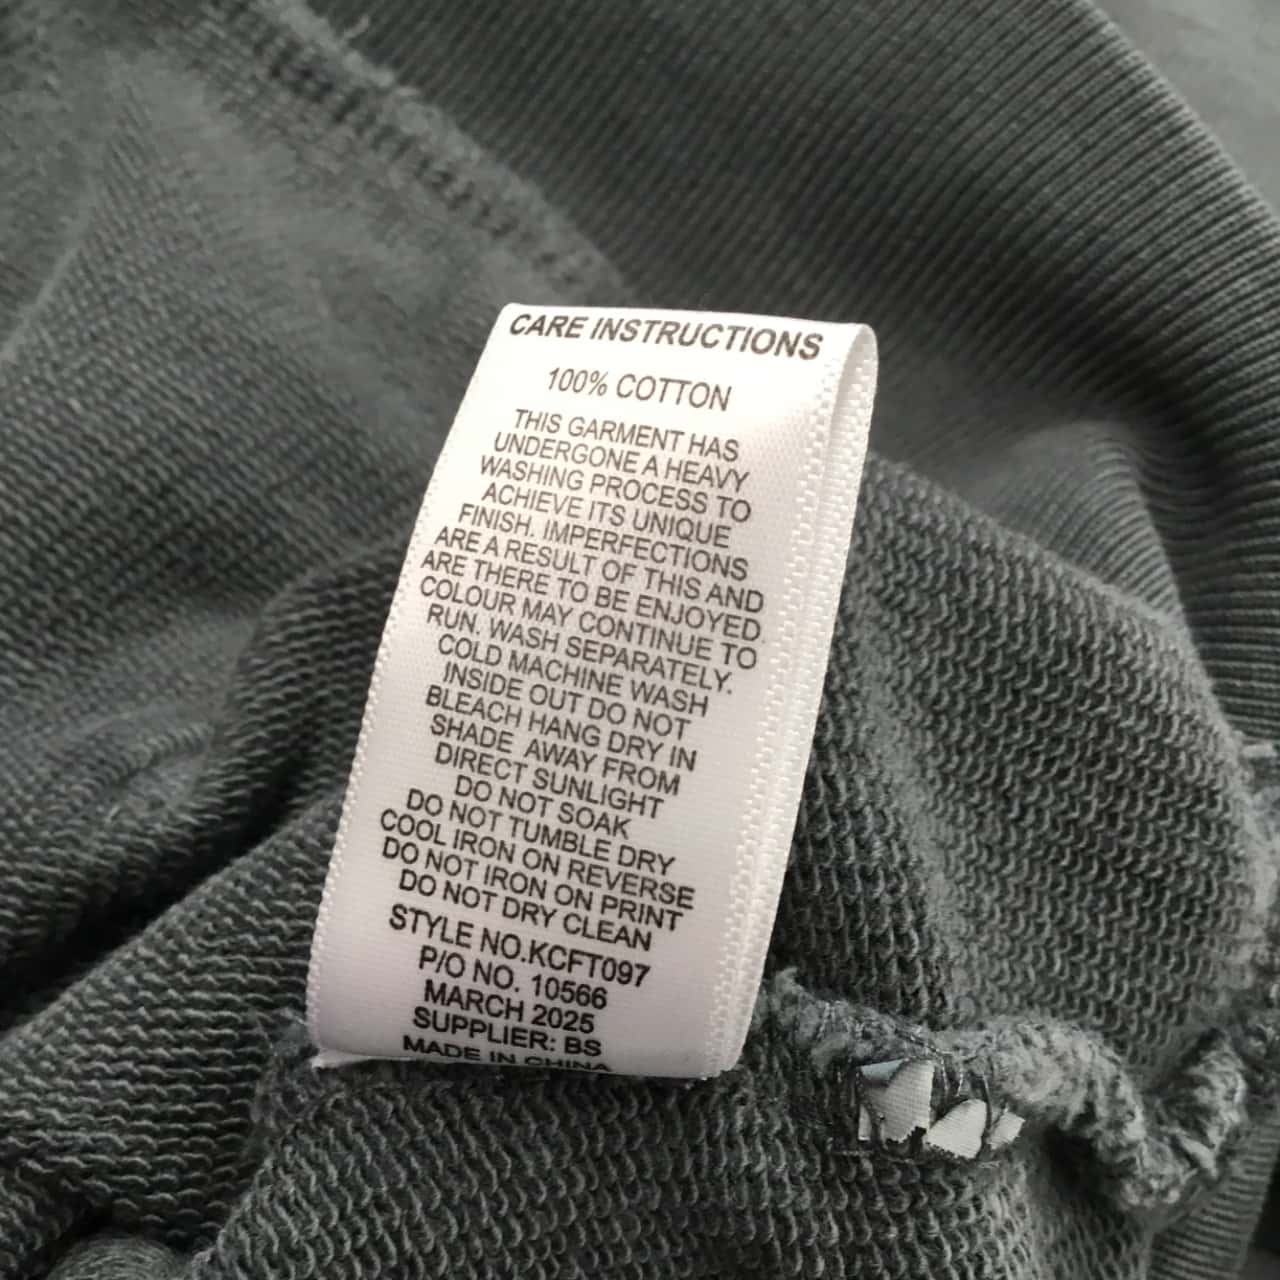 CARE INSTRUCTIONS
100% COTTON
THIS GARMENT HAS
UNDERGONE A HEAVY
WASHING PROCESS TO
ACHIEVE ITS UNIQUE
FINISH. IMPERFECTIONS
ARE A RESULT OF THIS AND
ARE THERE TO BE ENJOYED
COLOUR MAY CONTINUE TO
RUN. WASH SEPARATELY.
COLD MACHINE WASH
INSIDE OUT DO NOT
BLEACH HANG DRY IN
SHADE AWAY FROM
DIRECT SUNLIGHT
DO NOT SOAK
DO NOT TUMBLE DRY
COOL IRON ON REVERSE
DO NOT IRON ON PRINT
DO NOT DRY CLEAN
STYLE NO.KCFT097
P/O NO. 10566
MARCH 2025
SUPPLIER: BS
MADE IN CHINA